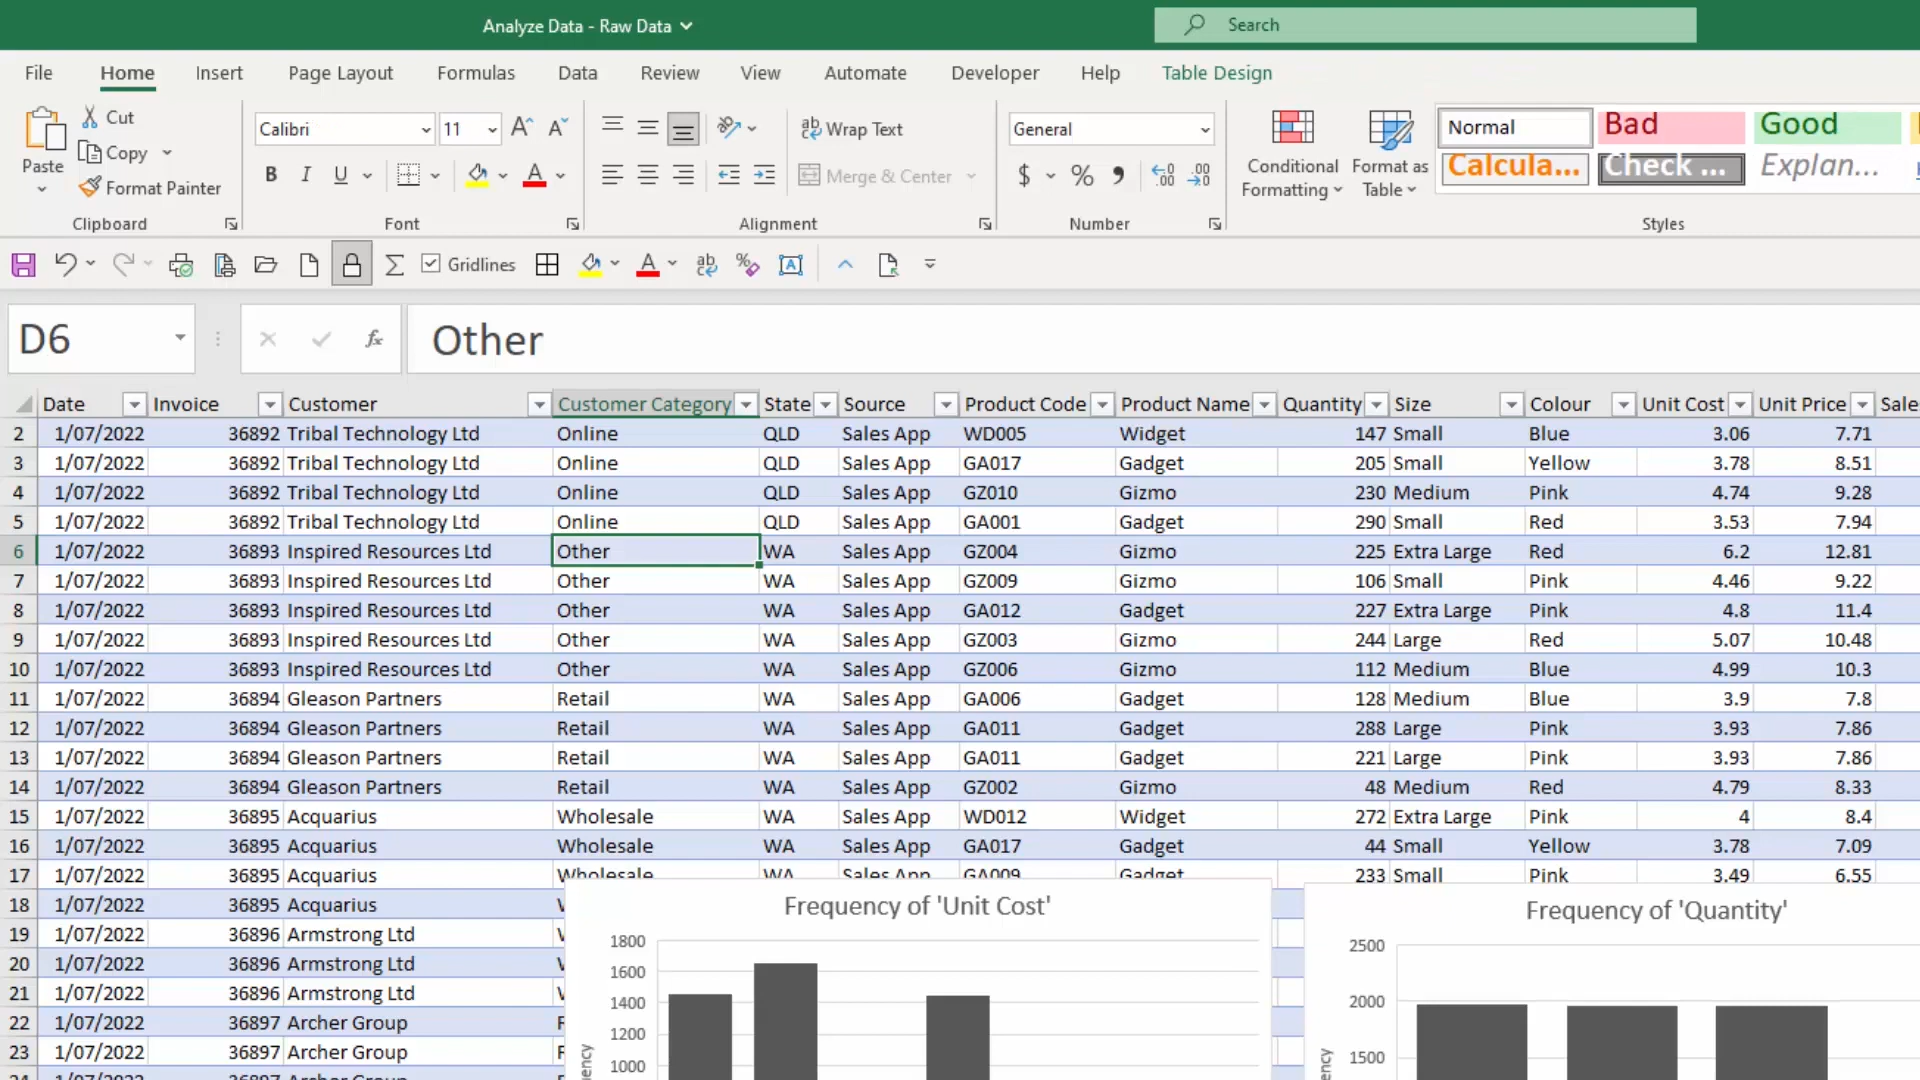 Analyze Data - Raw Data
Search
File Home Insert Page Layout Formulas Data Review View Automate Developer Help Table Design
Paste
Cut
Copy
Format Painter
Clipboard
Calibri 11
B I U
Font
Wrap Text
Merge & Center
Alignment
General
$ %
Number
Conditional Formatting
Format as Table
Normal Bad Good
Calcula... Check ... Explan...
Styles
Gridlines
D6 fx Other
Date Invoice Customer Customer Category State Source Product Code Product Name Quantity Size Colour Unit Cost Unit Price Sale
2 1/07/2022 36892 Tribal Technology Ltd Online QLD Sales App WD005 Widget 147 Small Blue 3.06 7.71
3 1/07/2022 36892 Tribal Technology Ltd Online QLD Sales App GA017 Gadget 205 Small Yellow 3.78 8.51
4 1/07/2022 36892 Tribal Technology Ltd Online QLD Sales App GZ010 Gizmo 230 Medium Pink 4.74 9.28
5 1/07/2022 36892 Tribal Technology Ltd Online QLD Sales App GA001 Gadget 290 Small Red 3.53 7.94
6 1/07/2022 36893 Inspired Resources Ltd Other WA Sales App GZ004 Gizmo 225 Extra Large Red 6.2 12.81
7 1/07/2022 36893 Inspired Resources Ltd Other WA Sales App GZ009 Gizmo 106 Small Pink 4.46 9.22
8 1/07/2022 36893 Inspired Resources Ltd Other WA Sales App GA012 Gadget 227 Extra Large Pink 4.8 11.4
9 1/07/2022 36893 Inspired Resources Ltd Other WA Sales App GZ003 Gizmo 244 Large Red 5.07 10.48
10 1/07/2022 36893 Inspired Resources Ltd Other WA Sales App GZ006 Gizmo 112 Medium Blue 4.99 10.3
11 1/07/2022 36894 Gleason Partners Retail WA Sales App GA006 Gadget 128 Medium Blue 3.9 7.8
12 1/07/2022 36894 Gleason Partners Retail WA Sales App GA011 Gadget 288 Large Pink 3.93 7.86
13 1/07/2022 36894 Gleason Partners Retail WA Sales App GA011 Gadget 221 Large Pink 3.93 7.86
14 1/07/2022 36894 Gleason Partners Retail WA Sales App GZ002 Gizmo 48 Medium Red 4.79 8.33
15 1/07/2022 36895 Acquarius Wholesale WA Sales App WD012 Widget 272 Extra Large Pink 4 8.4
16 1/07/2022 36895 Acquarius Wholesale WA Sales App GA017 Gadget 44 Small Yellow 3.78 7.09
17 1/07/2022 36895 Acquarius Wholesale WA Sales App GA009 Gadget 233 Small Pink 3.49 6.55
18 1/07/2022 36895 Acquarius
19 1/07/2022 36896 Armstrong Ltd
20 1/07/2022 36896 Armstrong Ltd
21 1/07/2022 36896 Armstrong Ltd
22 1/07/2022 36897 Archer Group
23 1/07/2022 36897 Archer Group
24 1/07/2022 36897 Archer Group
Frequency of 'Unit Cost'
1800
1600
1400
1200
1000
Frequency of 'Quantity'
2500
2000
1500